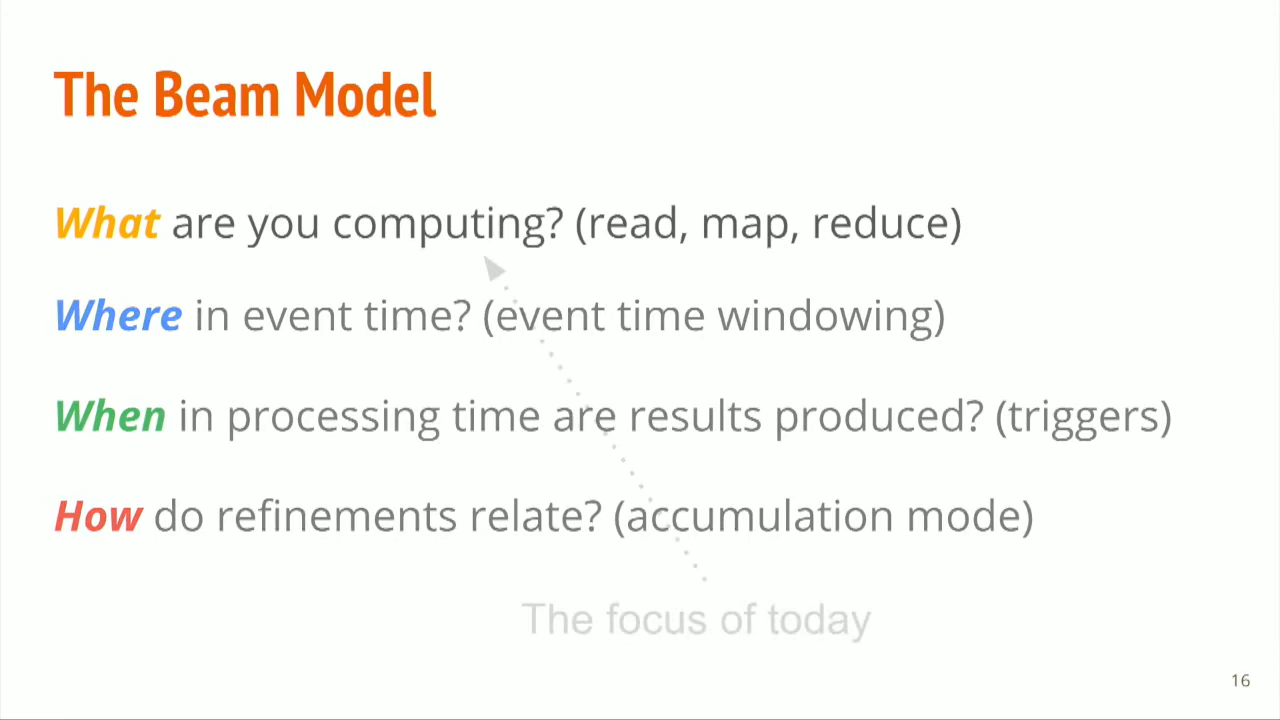 The Beam Model
What are you computing? (read, map, reduce)
Where in event time? (event time windowing)
When in processing time are results produced? (triggers)
How do refinements relate? (accumulation mode)
The focus of today
16